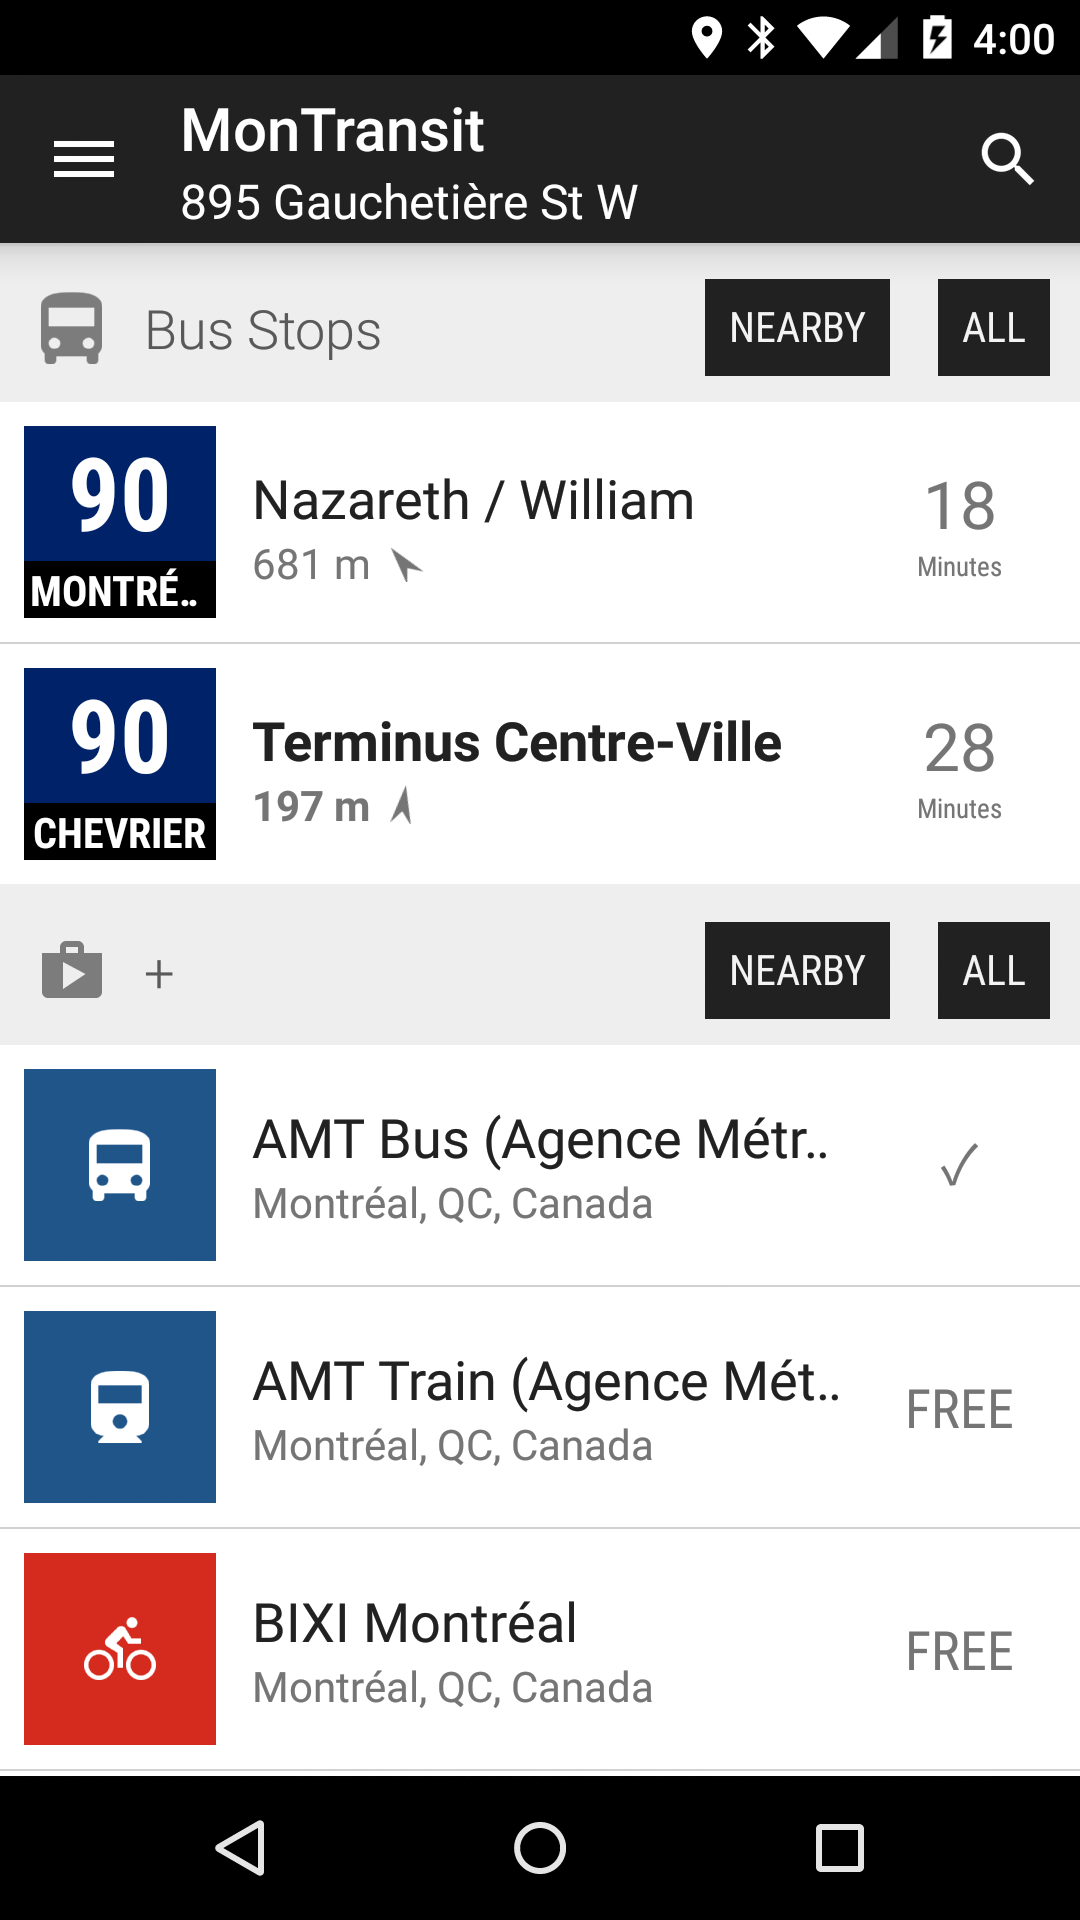 4:00
MonTransit
895 Gauchetière St W
Bus Stops
NEARBY
ALL
90
MONTRÉ..
Nazareth / William
681 m
18
Minutes
90
CHEVRIER
Terminus Centre-Ville
197 m
28
Minutes
+
NEARBY
ALL
AMT Bus (Agence Métr..
Montréal, QC, Canada
✓
AMT Train (Agence Mét..
Montréal, QC, Canada
FREE
BIXI Montréal
Montréal, QC, Canada
FREE